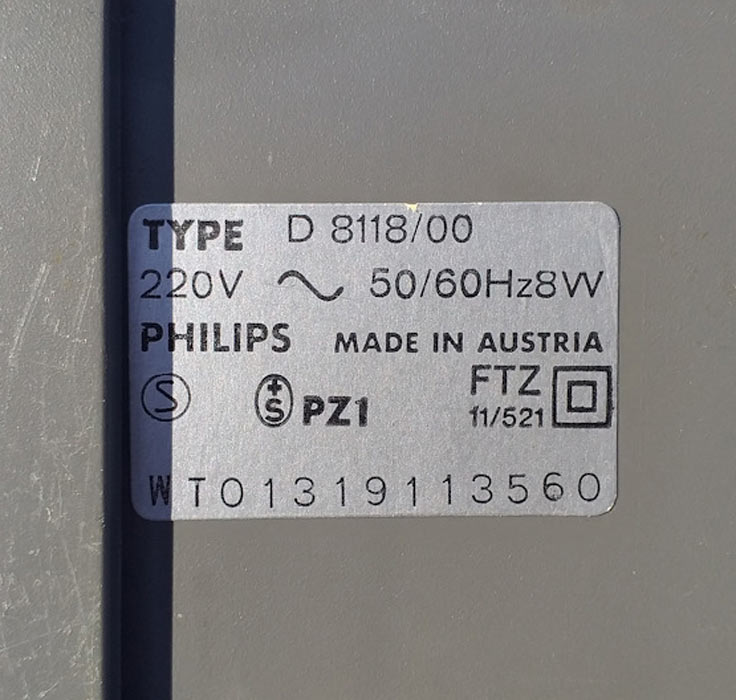 TYPE D 8118/00
220V ~ 50/60Hz8W
PHILIPS MADE IN AUSTRIA
S +S PZ1 FTZ
11/521
WT01319113560